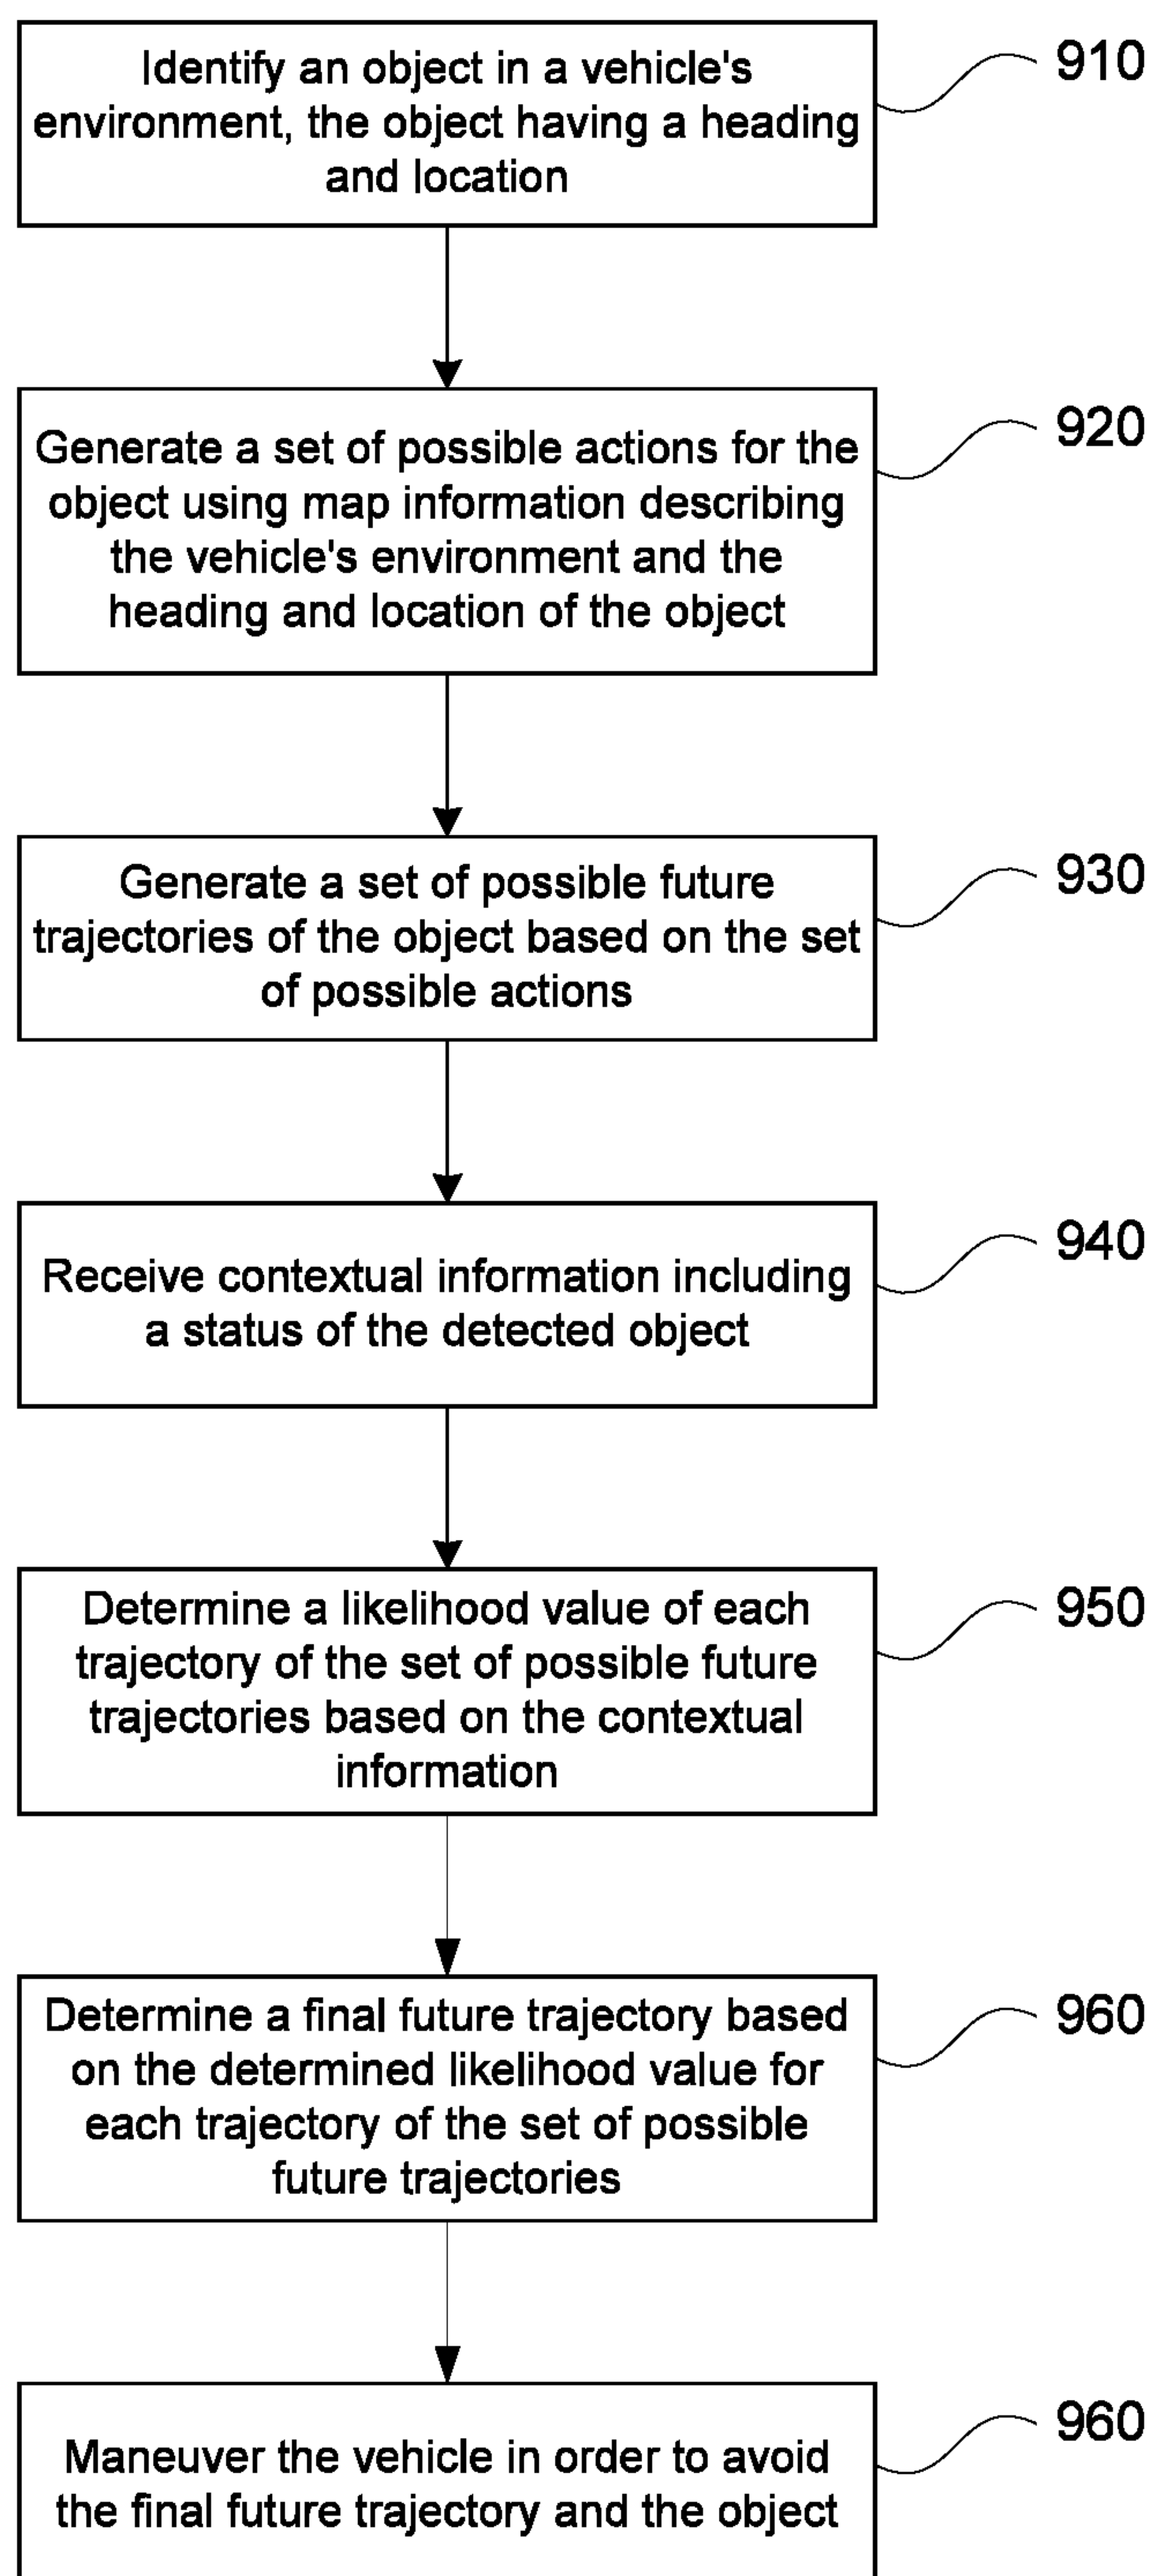 Identify an object in a vehicle's
environment, the object having a heading
and location
910
Generate a set of possible actions for the
object using map information describing
the vehicle's environment and the
heading and location of the object
920
Generate a set of possible future
trajectories of the object based on the set
of possible actions
930
Receive contextual information including
a status of the detected object
940
Determine a likelihood value of each
trajectory of the set of possible future
trajectories based on the contextual
information
950
Determine a final future trajectory based
on the determined likelihood value for
each trajectory of the set of possible
future trajectories
960
Maneuver the vehicle in order to avoid
the final future trajectory and the object
960